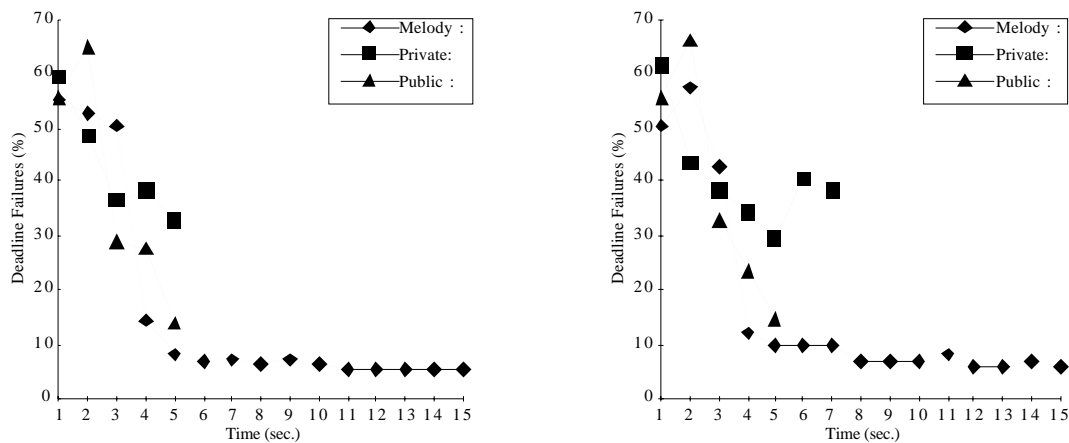 70
60
50
40
30
20
10
0
Deadline Failures (%)
1 2 3 4 5 6 7 8 9 10 11 12 13 14 15
Time (sec.)
Melody :
Private:
Public :
70
60
50
40
30
20
10
0
Deadline Failures (%)
1 2 3 4 5 6 7 8 9 10 11 12 13 14 15
Time (sec.)
Melody :
Private:
Public :